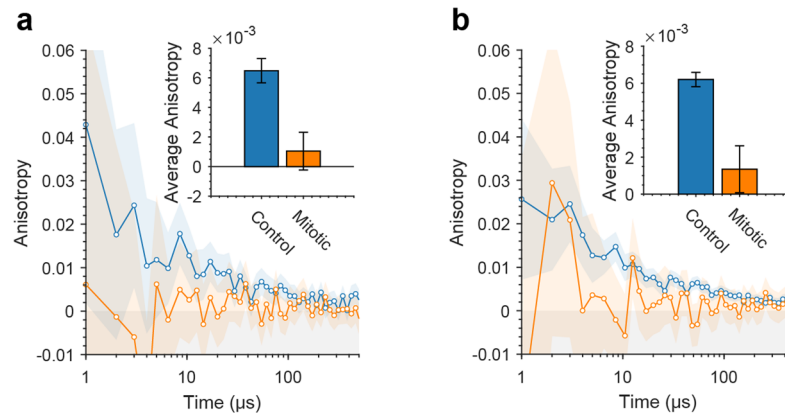 a
0.06
0.05
0.04
0.03
0.02
0.01
0
-0.01
Anisotropy
1
10
100
Time (µs)
×10⁻³
8
6
4
2
0
-2
Average Anisotropy
Control
Mitotic
b
0.06
0.05
0.04
0.03
0.02
0.01
0
-0.01
Anisotropy
1
10
100
Time (µs)
×10⁻³
8
6
4
2
0
Average Anisotropy
Control
Mitotic